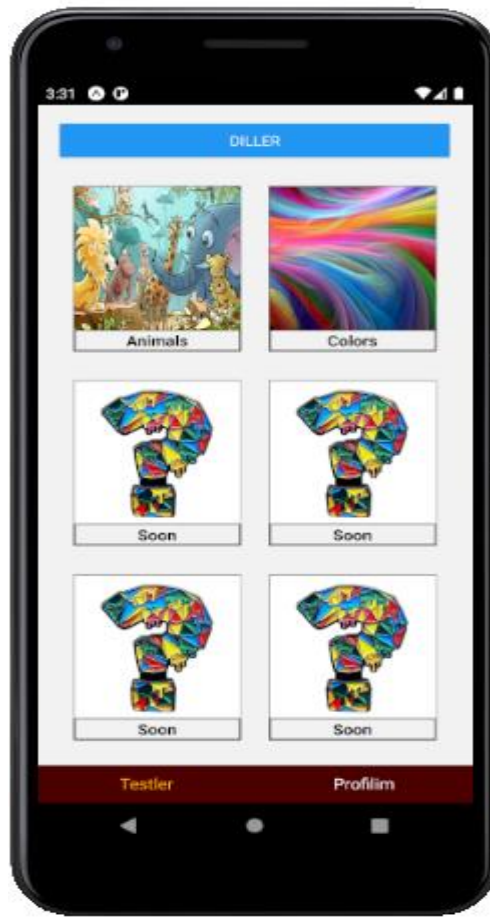 3:31
DILLER
Animals
Colors
Soon
Soon
Soon
Soon
Testler
Profilim